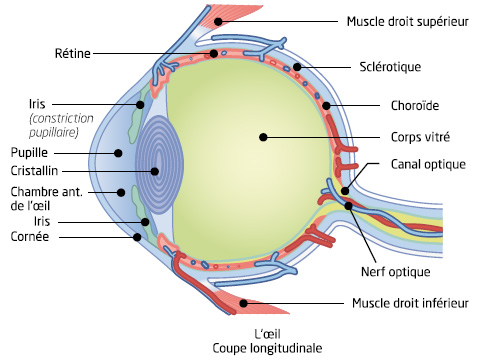 Muscle droit supérieur
Rétine
Sclérotique
Iris
(constriction
pupillaire)
Choroïde
Corps vitré
Pupille
Cristallin
Canal optique
Chambre ant.
de l'œil
Iris
Cornée
Nerf optique
Muscle droit inférieur
L'œil
Coupe longitudinale